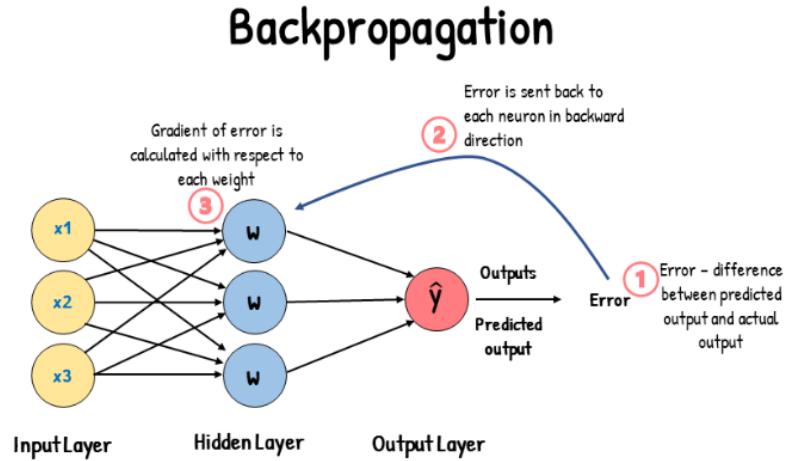 Backpropagation
Error is sent back to
each neuron in backward
direction
2
Gradient of error is
calculated with respect to
each weight
3
x1
x2
x3
w
w
w
ŷ
Outputs
Predicted
output
Error
1
Error - difference
between predicted
output and actual
output
Input Layer
Hidden Layer
Output Layer